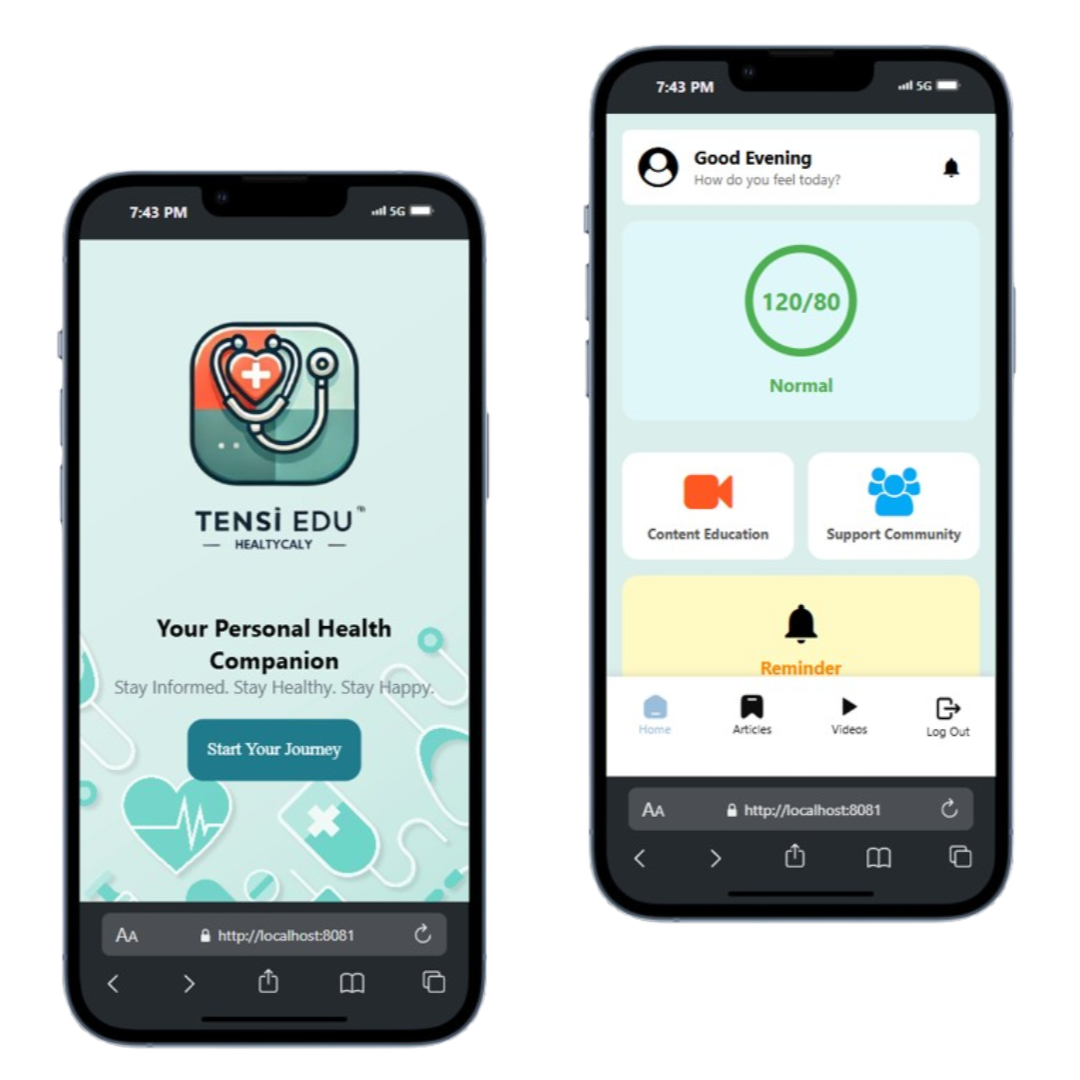 7:43 PM
5G
TENSİ EDU
HEALTYCALY
Your Personal Health
Companion
Stay Informed. Stay Healthy. Stay Happy.
Start Your Journey
AA
http://localhost:8081
7:43 PM
5G
Good Evening
How do you feel today?
120/80
Normal
Content Education
Support Community
Reminder
Home
Articles
Videos
Log Out
AA
http://localhost:8081